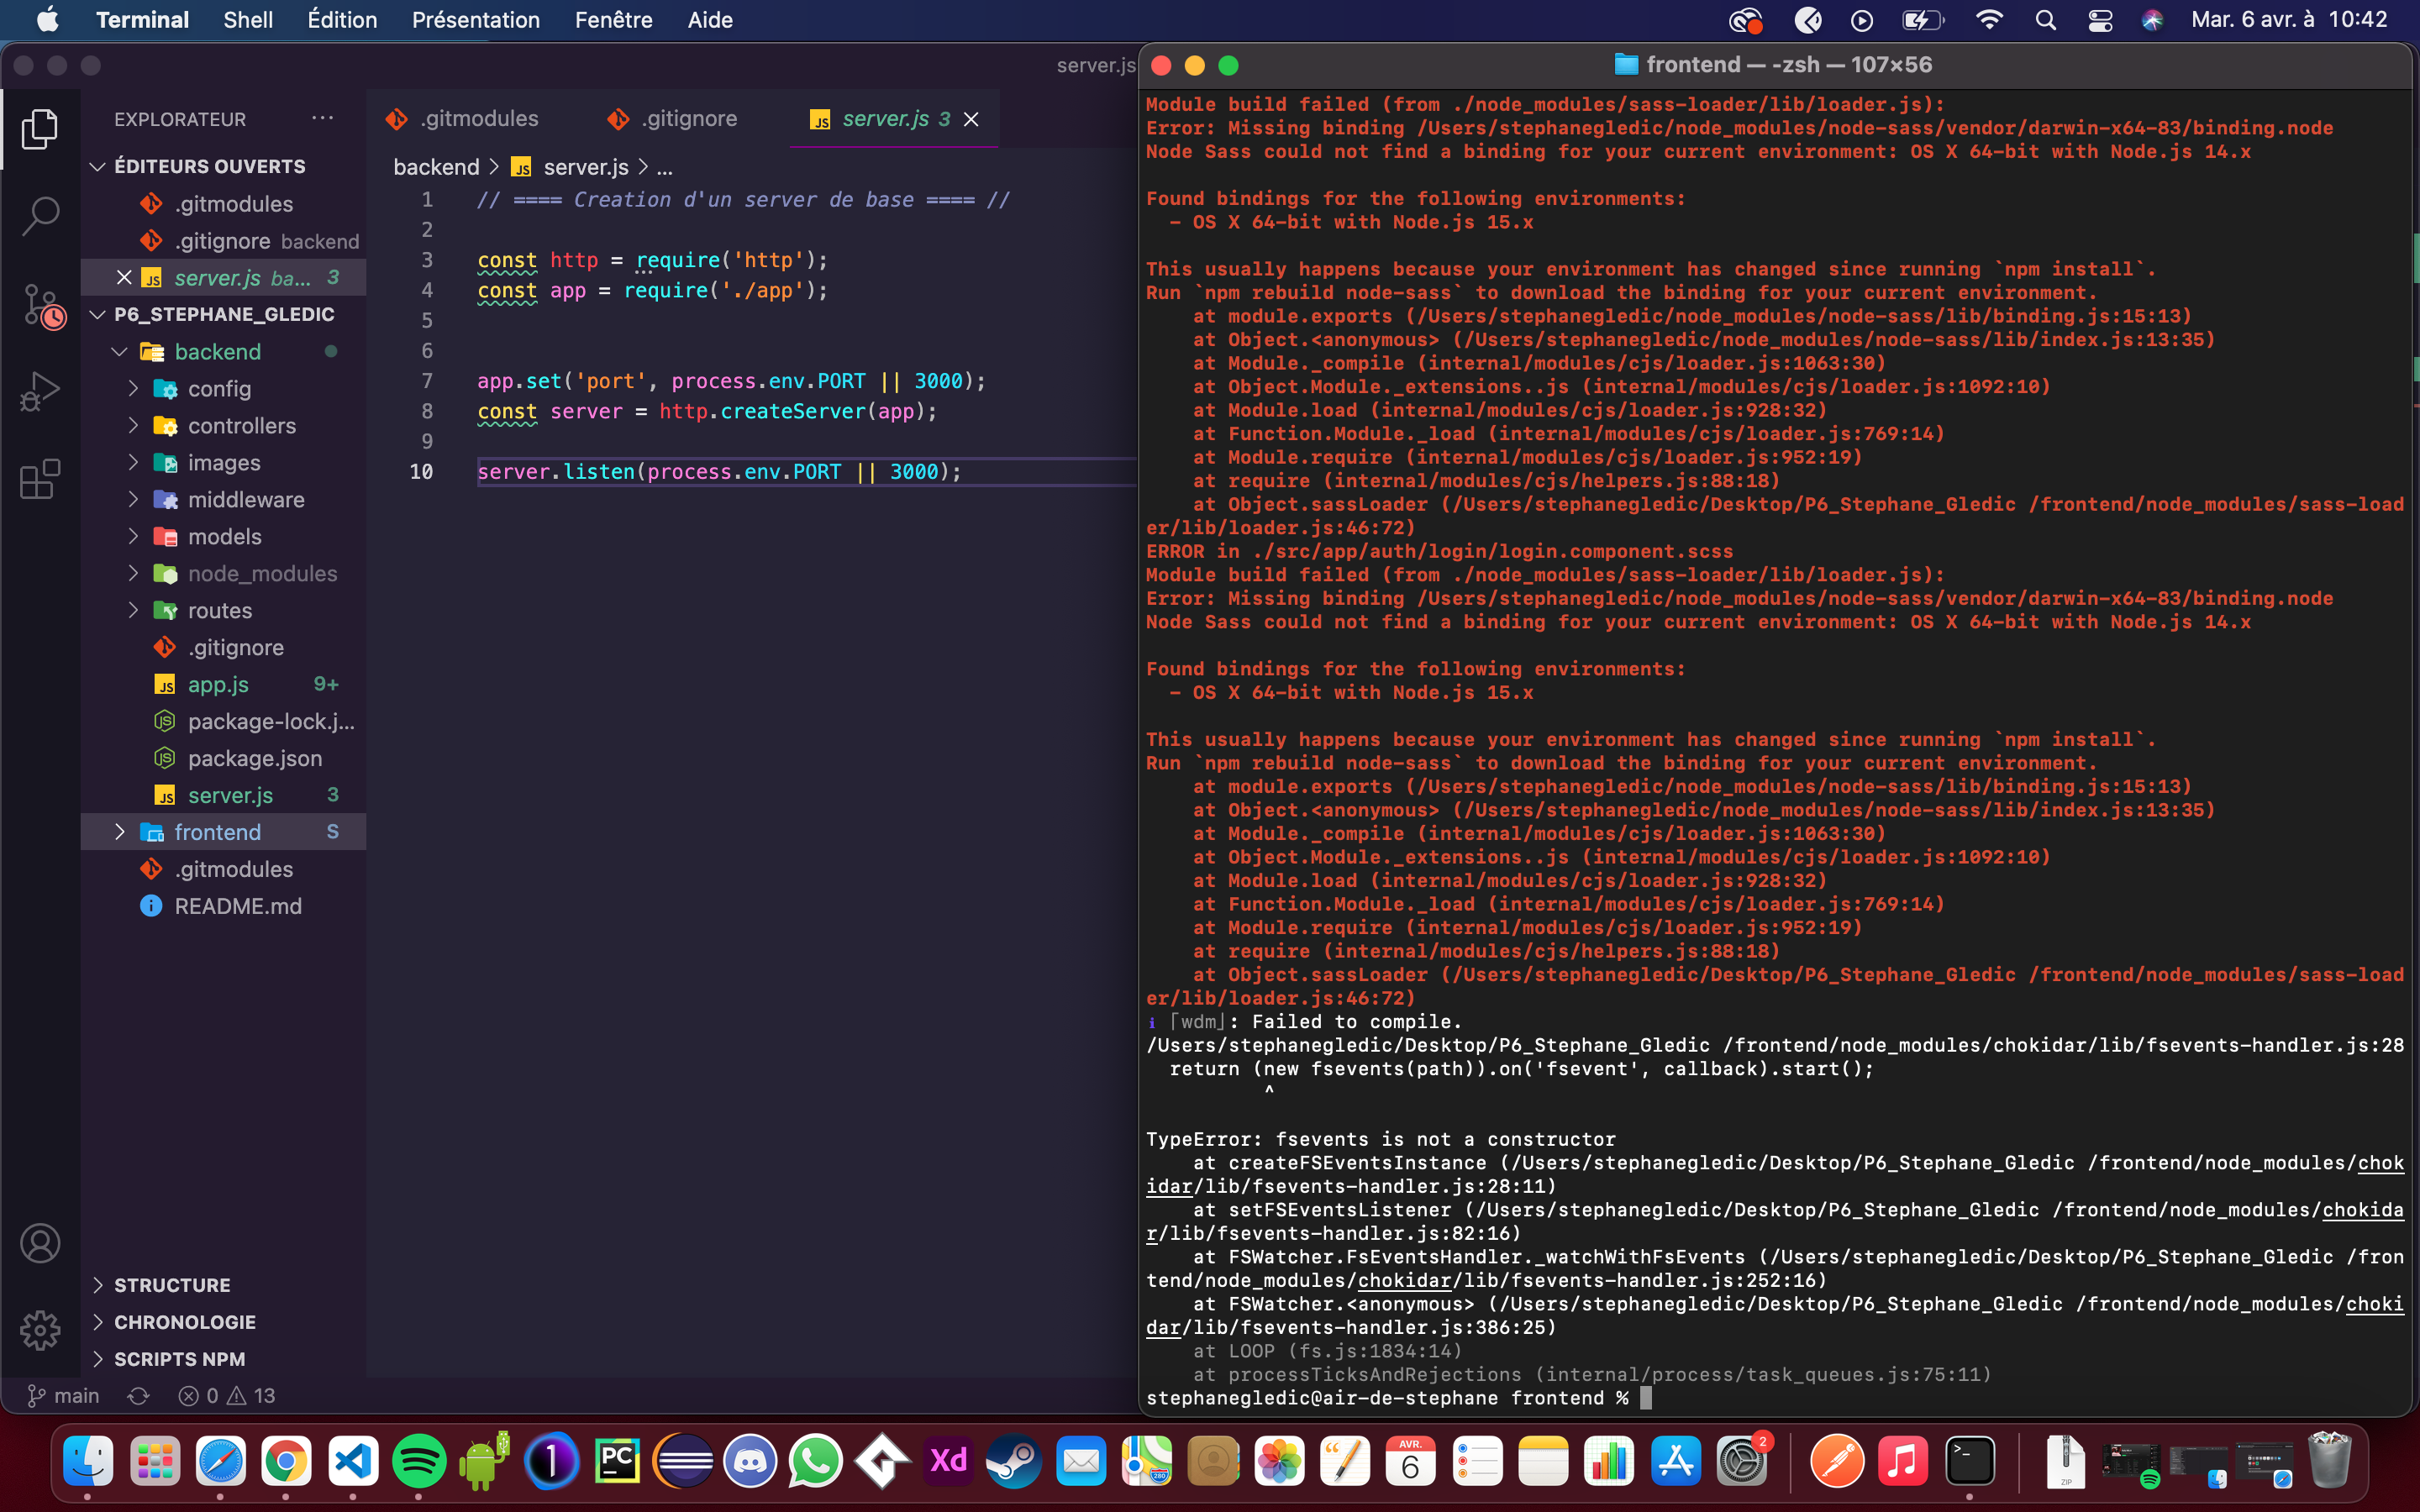 Terminal Shell Édition Présentation Fenêtre Aide
Mar. 6 avr. à 10:42
server.js
EXPLORATEUR
ÉDITEURS OUVERTS
.gitmodules
.gitignore backend
server.js ba... 3
P6_STEPHANE_GLEDIC
backend
config
controllers
images
middleware
models
node_modules
routes
.gitignore
app.js 9+
package-lock.j...
package.json
server.js 3
frontend S
.gitmodules
README.md
STRUCTURE
CHRONOLOGIE
SCRIPTS NPM
main 0 13
.gitmodules .gitignore server.js 3
backend > server.js > ...
1 // ==== Creation d'un server de base ==== //
2
3 const http = require('http');
4 const app = require('./app');
5
6
7 app.set('port', process.env.PORT || 3000);
8 const server = http.createServer(app);
9
10 server.listen(process.env.PORT || 3000);
frontend — -zsh — 107×56
Module build failed (from ./node_modules/sass-loader/lib/loader.js):
Error: Missing binding /Users/stephanegledic/node_modules/node-sass/vendor/darwin-x64-83/binding.node
Node Sass could not find a binding for your current environment: OS X 64-bit with Node.js 14.x
Found bindings for the following environments:
- OS X 64-bit with Node.js 15.x
This usually happens because your environment has changed since running `npm install`.
Run `npm rebuild node-sass` to download the binding for your current environment.
at module.exports (/Users/stephanegledic/node_modules/node-sass/lib/binding.js:15:13)
at Object.<anonymous> (/Users/stephanegledic/node_modules/node-sass/lib/index.js:13:35)
at Module._compile (internal/modules/cjs/loader.js:1063:30)
at Object.Module._extensions..js (internal/modules/cjs/loader.js:1092:10)
at Module.load (internal/modules/cjs/loader.js:928:32)
at Function.Module._load (internal/modules/cjs/loader.js:769:14)
at Module.require (internal/modules/cjs/loader.js:952:19)
at require (internal/modules/cjs/helpers.js:88:18)
at Object.sassLoader (/Users/stephanegledic/Desktop/P6_Stephane_Gledic /frontend/node_modules/sass-load
er/lib/loader.js:46:72)
ERROR in ./src/app/auth/login/login.component.scss
Module build failed (from ./node_modules/sass-loader/lib/loader.js):
Error: Missing binding /Users/stephanegledic/node_modules/node-sass/vendor/darwin-x64-83/binding.node
Node Sass could not find a binding for your current environment: OS X 64-bit with Node.js 14.x
Found bindings for the following environments:
- OS X 64-bit with Node.js 15.x
This usually happens because your environment has changed since running `npm install`.
Run `npm rebuild node-sass` to download the binding for your current environment.
at module.exports (/Users/stephanegledic/node_modules/node-sass/lib/binding.js:15:13)
at Object.<anonymous> (/Users/stephanegledic/node_modules/node-sass/lib/index.js:13:35)
at Module._compile (internal/modules/cjs/loader.js:1063:30)
at Object.Module._extensions..js (internal/modules/cjs/loader.js:1092:10)
at Module.load (internal/modules/cjs/loader.js:928:32)
at Function.Module._load (internal/modules/cjs/loader.js:769:14)
at Module.require (internal/modules/cjs/loader.js:952:19)
at require (internal/modules/cjs/helpers.js:88:18)
at Object.sassLoader (/Users/stephanegledic/Desktop/P6_Stephane_Gledic /frontend/node_modules/sass-load
er/lib/loader.js:46:72)
ℹ ｢wdm｣: Failed to compile.
/Users/stephanegledic/Desktop/P6_Stephane_Gledic /frontend/node_modules/chokidar/lib/fsevents-handler.js:28
return (new fsevents(path)).on('fsevent', callback).start();
^
TypeError: fsevents is not a constructor
at createFSEventsInstance (/Users/stephanegledic/Desktop/P6_Stephane_Gledic /frontend/node_modules/chok
idar/lib/fsevents-handler.js:28:11)
at setFSEventsListener (/Users/stephanegledic/Desktop/P6_Stephane_Gledic /frontend/node_modules/chokida
r/lib/fsevents-handler.js:82:16)
at FSWatcher.FsEventsHandler._watchWithFsEvents (/Users/stephanegledic/Desktop/P6_Stephane_Gledic /fron
tend/node_modules/chokidar/lib/fsevents-handler.js:252:16)
at FSWatcher.<anonymous> (/Users/stephanegledic/Desktop/P6_Stephane_Gledic /frontend/node_modules/choki
dar/lib/fsevents-handler.js:386:25)
at LOOP (fs.js:1834:14)
at processTicksAndRejections (internal/process/task_queues.js:75:11)
stephanegledic@air-de-stephane frontend %
1
PC
Xd
280
AVR.
6
2
>_
ZIP